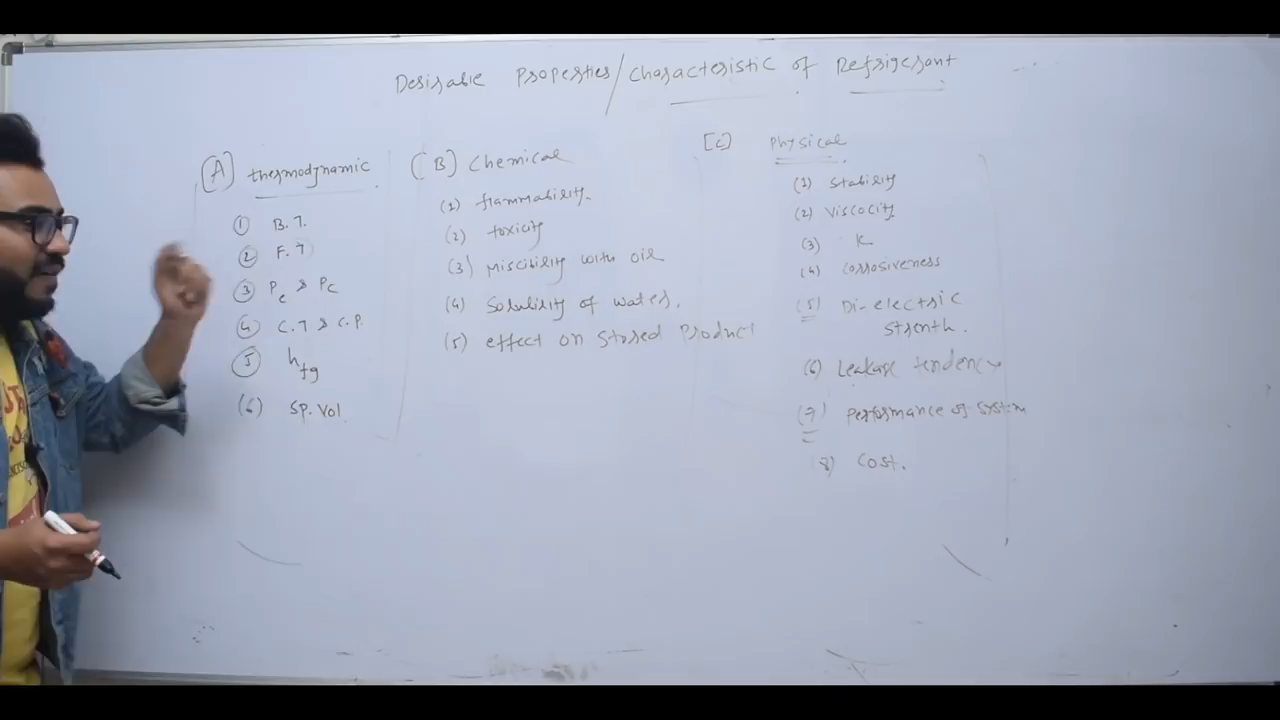 Desirable Properties/Characteristic of Refrigerant
[A] thermodynamic
① B.T.
② F.T
③ Pe & Pc
④ C.T & C.P.
⑤ hfg
(6) Sp. Vol
(B) Chemical
(1) flammability.
(2) toxicity
(3) Miscibility with oil
(4) Solubility of water.
(5) effect on Stored Product
[C] Physical
(1) Stability
(2) Viscocity
(3) K
(4) Corrosiveness
(5) Di-electric
Strenth.
(6) Leakage tendency
(7) Performance of System
8) Cost.